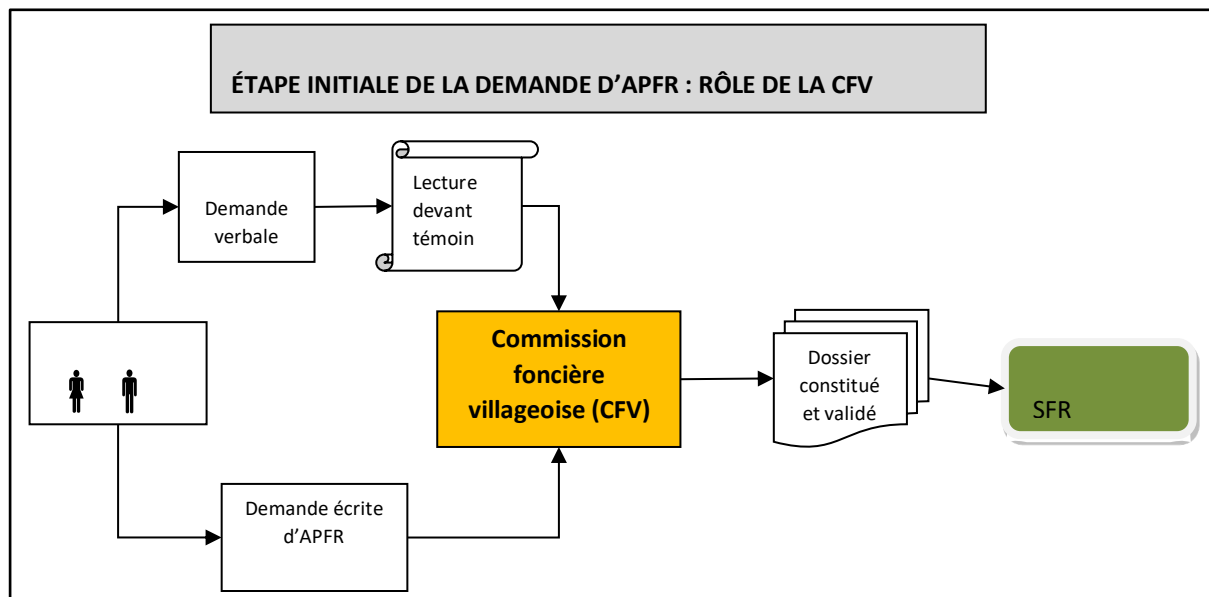 ÉTAPE INITIALE DE LA DEMANDE D’APFR : RÔLE DE LA CFV
Demande
verbale
Lecture
devant
témoin
Commission
foncière
villageoise (CFV)
Dossier
constitué
et validé
SFR
Demande écrite
d’APFR